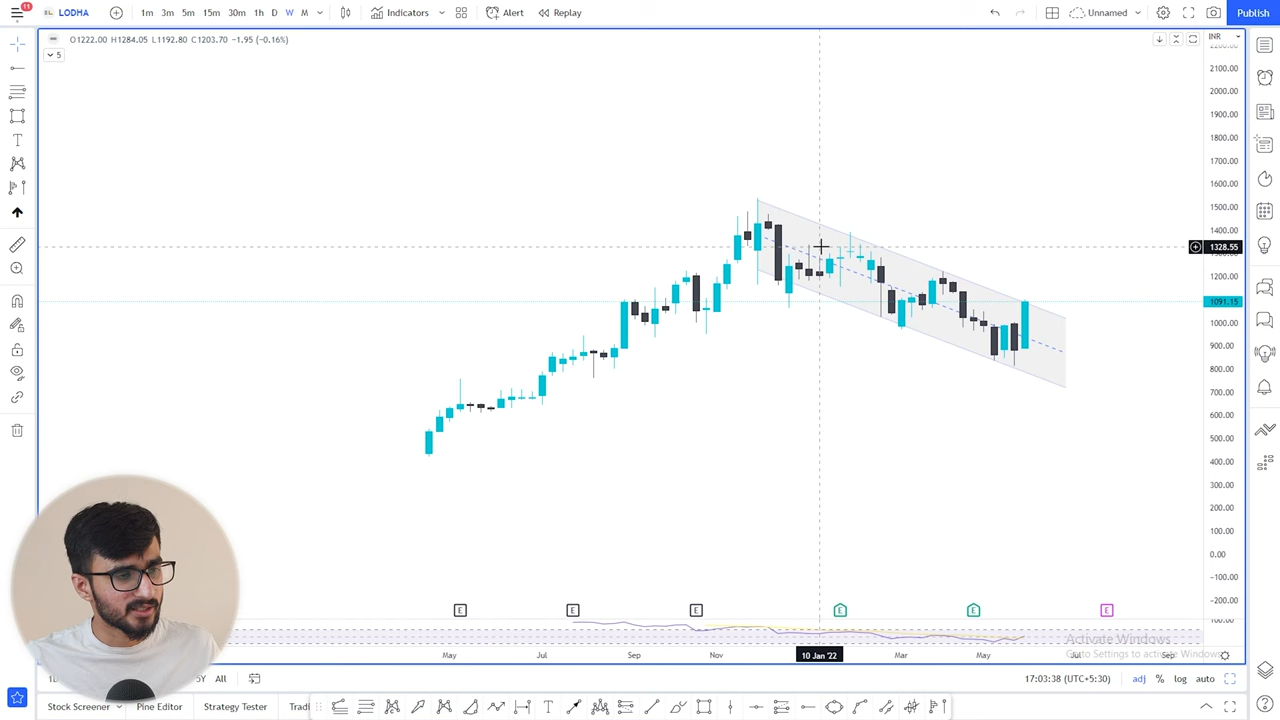 11
LODHA
1m 3m 5m 15m 30m 1h D W M
Indicators
Alert
Replay
Unnamed
Publish
O1222.00 H1284.05 L1192.80 C1203.70 −1.95 (−0.16%)
5
INR
2100.00
2000.00
1900.00
1800.00
1700.00
1600.00
1500.00
1400.00
1328.55
1200.00
1091.15
1000.00
900.00
800.00
700.00
600.00
500.00
400.00
300.00
200.00
100.00
0.00
−100.00
−200.00
E E E E E E
Activate Windows
Go to Settings to activate Windows.
May Jul Sep Nov 10 Jan '22 Mar May Jul Sep
5Y All
17:03:38 (UTC+5:30)
adj % log auto
Stock Screener Pine Editor Strategy Tester